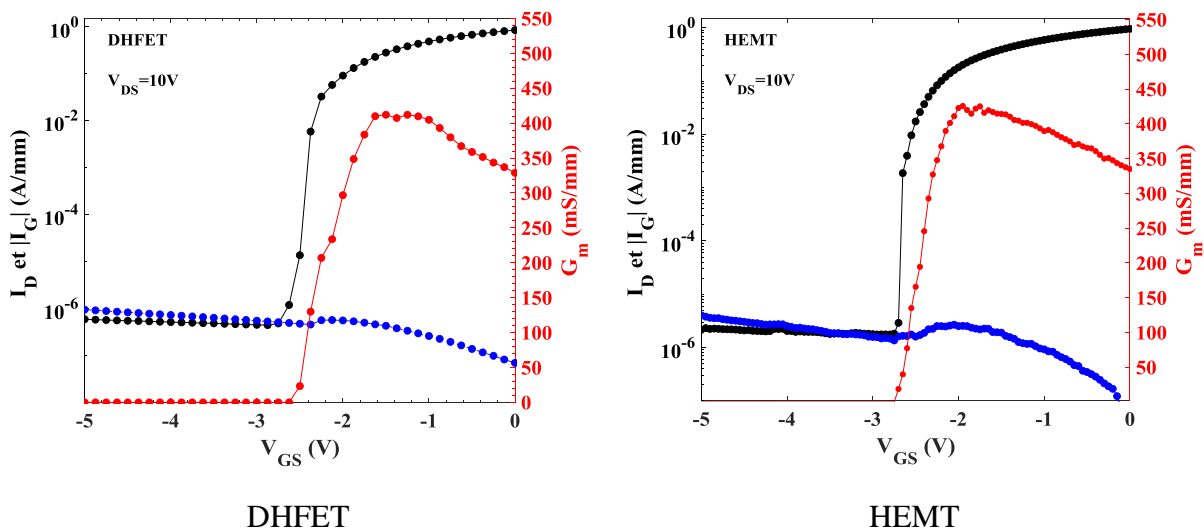 DHFET
V_DS=10V
I_D et |I_G| (A/mm)
10^0
10^-2
10^-4
10^-6
550
500
450
400
350
300
250
200
150
100
50
0
G_m (mS/mm)
-5 -4 -3 -2 -1 0
V_GS (V)
DHFET
HEMT
V_DS=10V
I_D et |I_G| (A/mm)
10^0
10^-2
10^-4
10^-6
550
500
450
400
350
300
250
200
150
100
50
0
G_m (mS/mm)
-5 -4 -3 -2 -1 0
V_GS (V)
HEMT